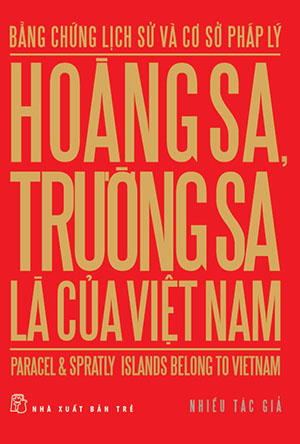 BẰNG CHỨNG LỊCH SỬ VÀ CƠ SỞ PHÁP LÝ
HOÀNG SA,
TRƯỜNG SA
LÀ CỦA VIỆT NAM
PARACEL & SPRATLY ISLANDS BELONG TO VIETNAM
NHIỀU TÁC GIẢ
NHÀ XUẤT BẢN TRẺ